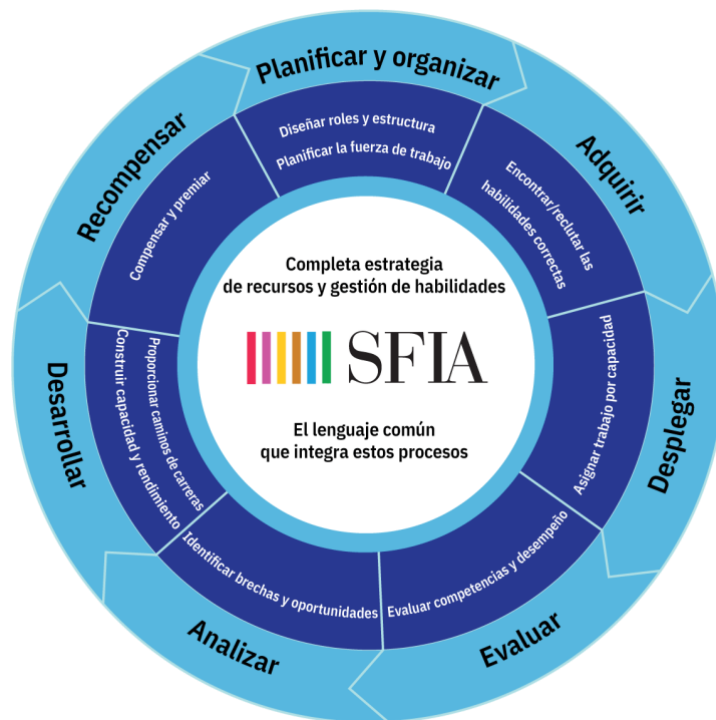 Planificar y organizar
Diseñar roles y estructura
Planificar la fuerza de trabajo
Adquirir
Encontrar/reclutar las
habilidades correctas
Desplegar
Asignar trabajo por capacidad
Evaluar
Evaluar competencias y desempeño
Analizar
Identificar brechas y oportunidades
Desarrollar
Proporcionar caminos de carreras
Construir capacidad y rendimiento
Recompensar
Compensar y premiar
Completa estrategia
de recursos y gestión de habilidades
SFIA
El lenguaje común
que integra estos procesos